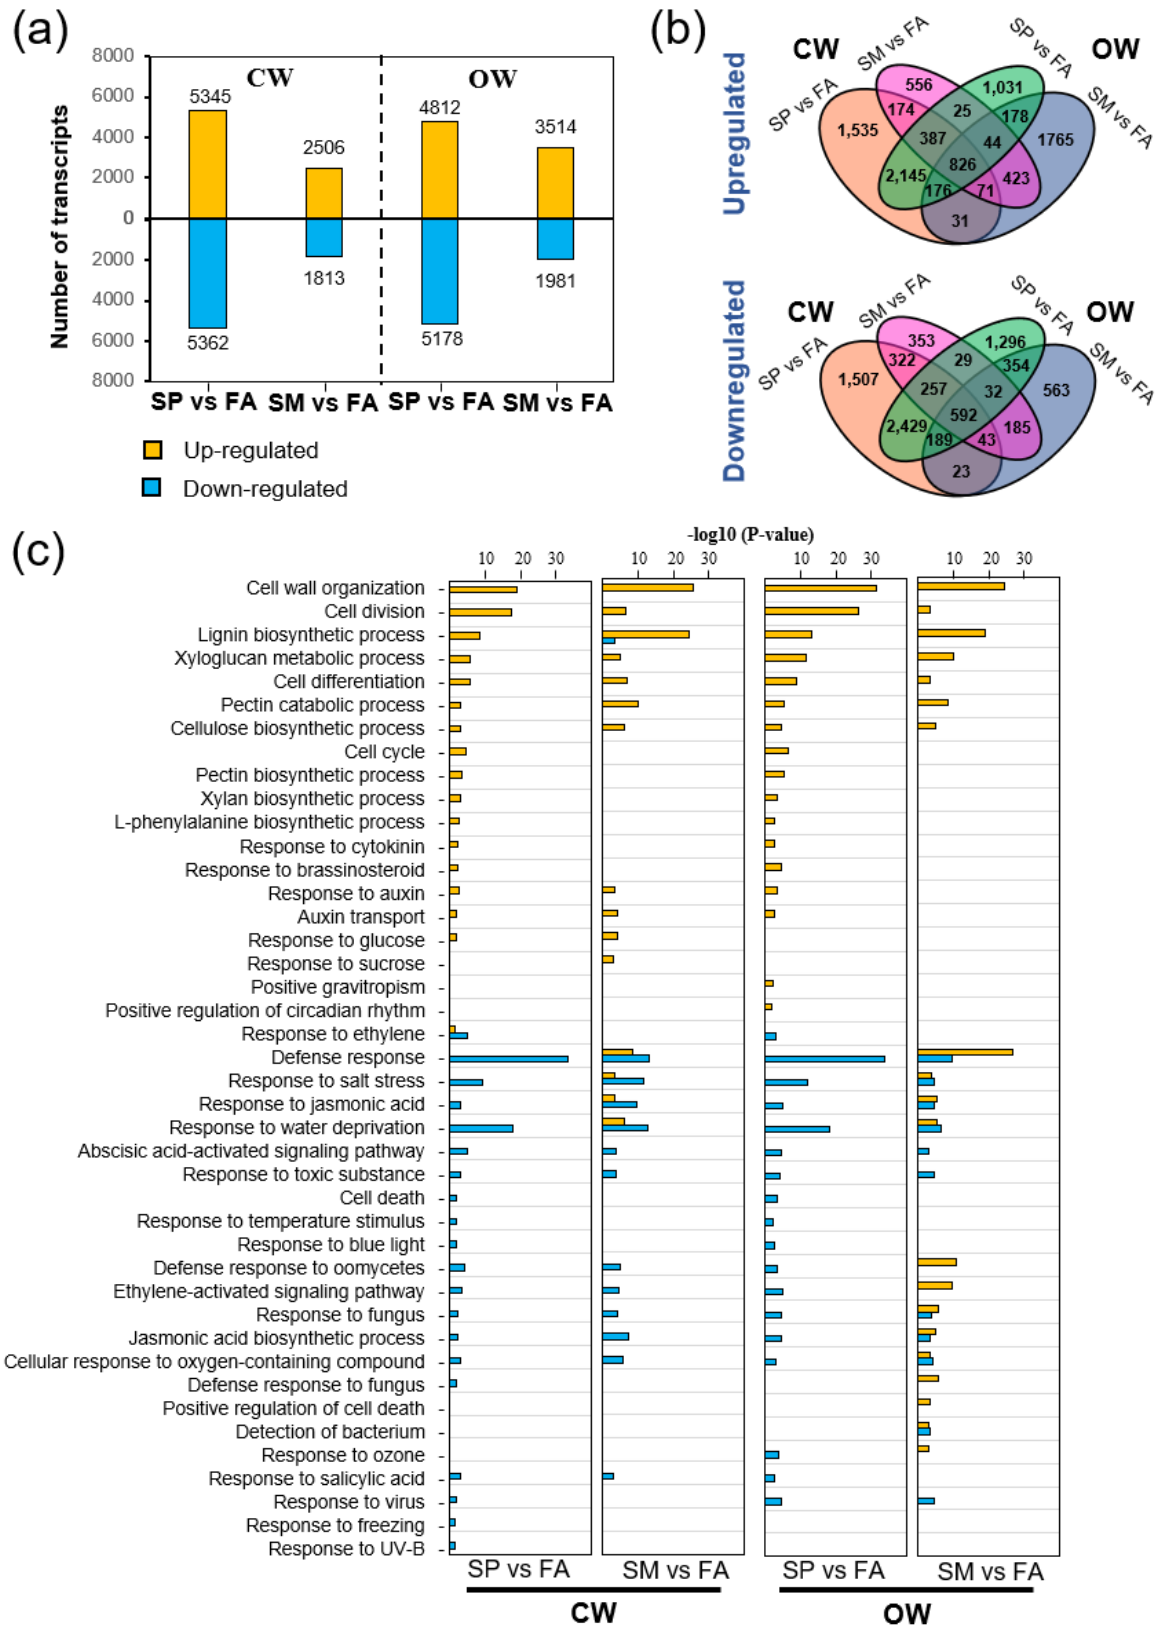 (a)
8000
6000
4000
2000
0
2000
4000
6000
8000
Number of transcripts
CW
OW
5345
2506
4812
3514
5362
1813
5178
1981
SP vs FA
SM vs FA
SP vs FA
SM vs FA
Up-regulated
Down-regulated
(b)
Upregulated
CW
OW
SP vs FA
SM vs FA
SP vs FA
SM vs FA
556
1,031
174
25
178
1,535
387
44
1765
826
2,145
176
71
423
31
Downregulated
CW
OW
SP vs FA
SM vs FA
SP vs FA
SM vs FA
353
1,296
322
29
354
1,507
257
32
563
592
2,429
189
43
185
23
(c)
-log10 (P-value)
10 20 30
10 20 30
10 20 30
10 20 30
Cell wall organization
Cell division
Lignin biosynthetic process
Xyloglucan metabolic process
Cell differentiation
Pectin catabolic process
Cellulose biosynthetic process
Cell cycle
Pectin biosynthetic process
Xylan biosynthetic process
L-phenylalanine biosynthetic process
Response to cytokinin
Response to brassinosteroid
Response to auxin
Auxin transport
Response to glucose
Response to sucrose
Positive gravitropism
Positive regulation of circadian rhythm
Response to ethylene
Defense response
Response to salt stress
Response to jasmonic acid
Response to water deprivation
Abscisic acid-activated signaling pathway
Response to toxic substance
Cell death
Response to temperature stimulus
Response to blue light
Defense response to oomycetes
Ethylene-activated signaling pathway
Response to fungus
Jasmonic acid biosynthetic process
Cellular response to oxygen-containing compound
Defense response to fungus
Positive regulation of cell death
Detection of bacterium
Response to ozone
Response to salicylic acid
Response to virus
Response to freezing
Response to UV-B
SP vs FA
SM vs FA
SP vs FA
SM vs FA
CW
OW